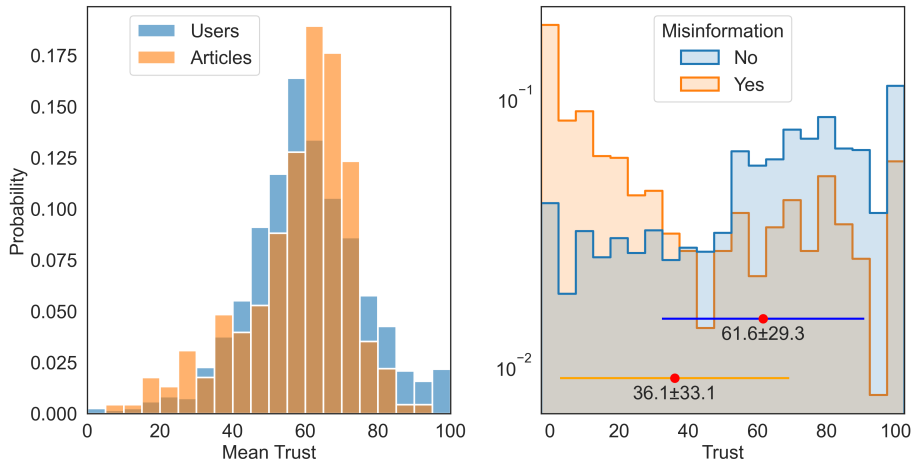 Users
Articles
0.175
0.150
0.125
0.100
0.075
0.050
0.025
0.000
Probability
0 20 40 60 80 100
Mean Trust
Misinformation
No
Yes
10⁻¹
10⁻²
61.6±29.3
36.1±33.1
0 20 40 60 80 100
Trust